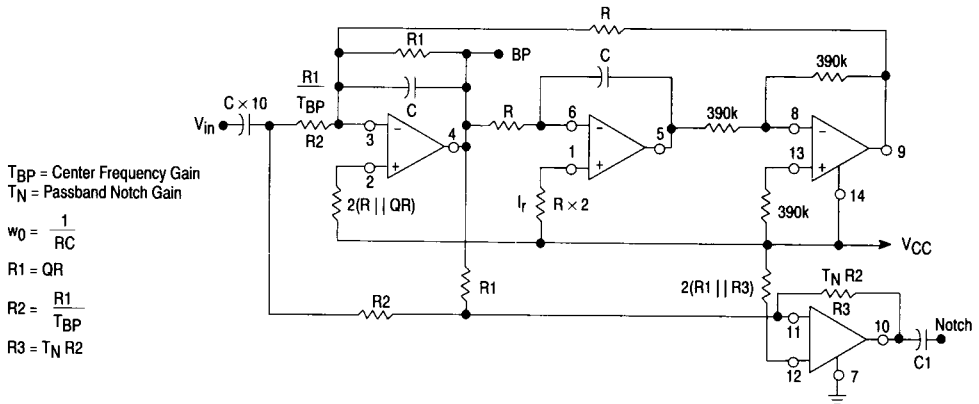 R
R1
BP
C
R1
TBP
C × 10
Vin
R2
3
−
4
+
2
2(R || QR)
R
C
6
−
5
1
+
Ir
R × 2
390k
390k
8
−
13
+
9
390k
14
VCC
TBP = Center Frequency Gain
TN = Passband Notch Gain
w0 = 1
RC
R1 = QR
R2 = R1
TBP
R3 = TN R2
R2
R1
2(R1 || R3)
TN R2
R3
11
10
12
7
Notch
C1